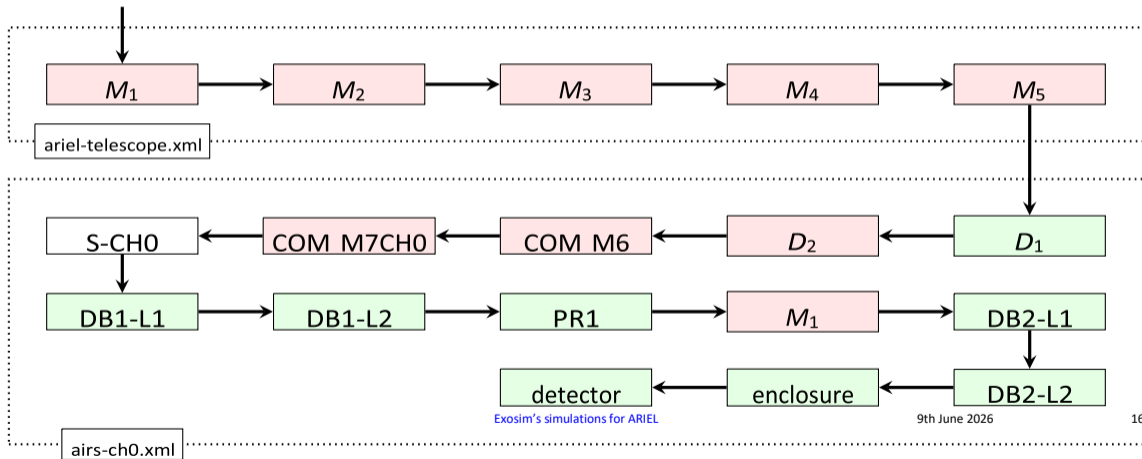 M1 M2 M3 M4 M5
ariel-telescope.xml
S-CH0 COM M7CH0 COM M6 D2 D1
DB1-L1 DB1-L2 PR1 M1 DB2-L1
detector enclosure DB2-L2
Exosim's simulations for ARIEL 9th June 2026 16
airs-ch0.xml